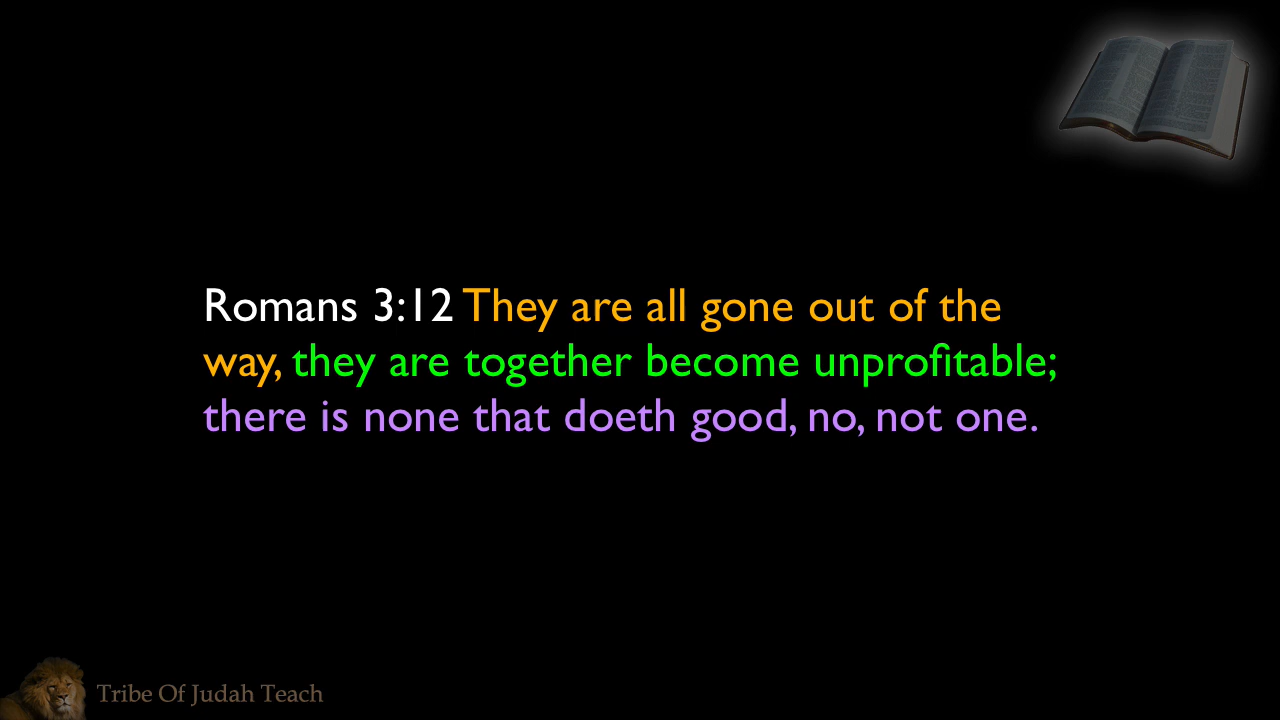 Romans 3:12 They are all gone out of the
way, they are together become unprofitable;
there is none that doeth good, no, not one.
Tribe Of Judah Teach